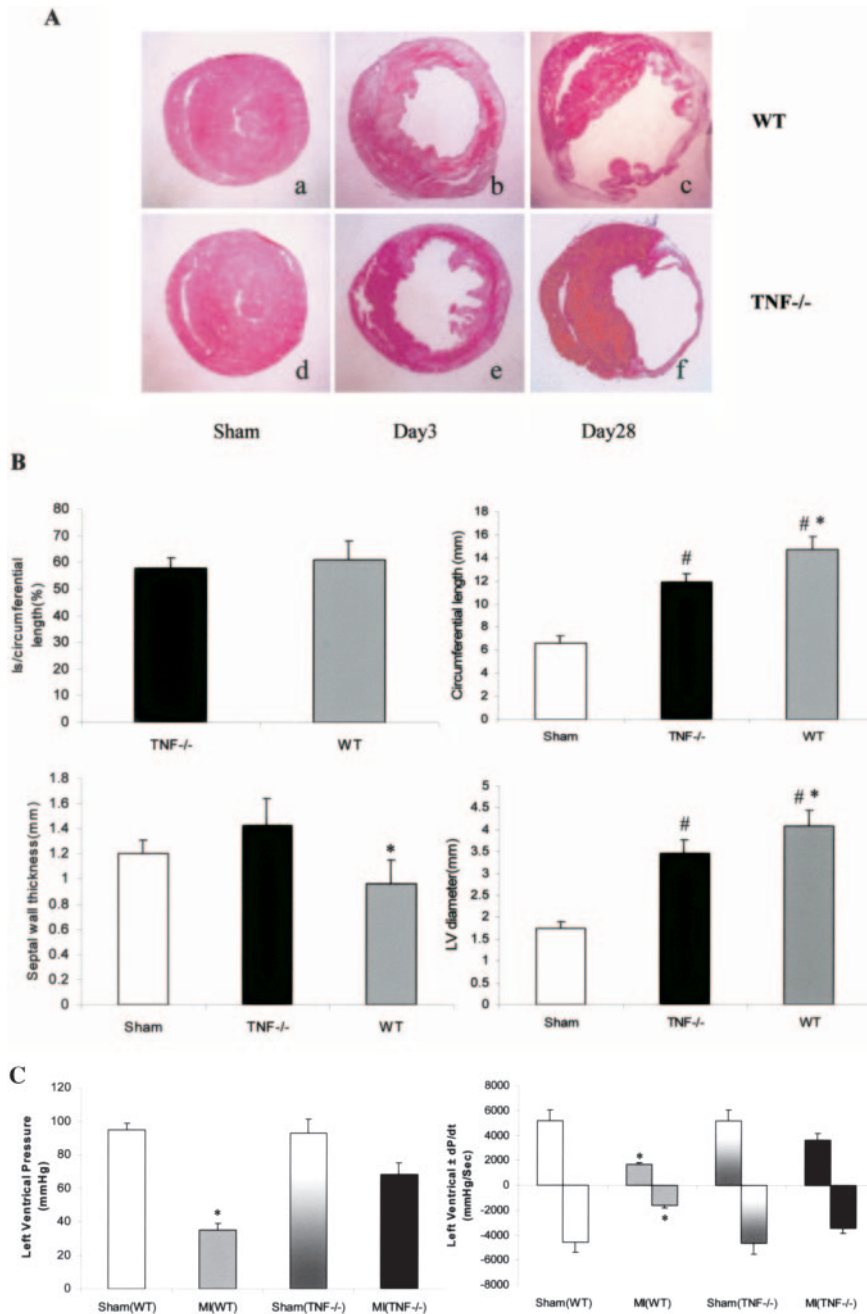 A
a
b
c
WT
d
e
f
TNF-/-
Sham
Day3
Day28
B
Is/circumferential
length(%)
80
70
60
50
40
30
20
10
0
TNF-/-
WT
Circumferential length (mm)
18
16
14
12
10
8
6
4
2
0
#
# *
Sham
TNF-/-
WT
Septal wall thickness(mm)
1.8
1.6
1.4
1.2
1
0.8
0.6
0.4
0.2
0
*
Sham
TNF-/-
WT
LV diameter(mm)
5
4.5
4
3.5
3
2.5
2
1.5
1
0.5
0
#
# *
Sham
TNF-/-
WT
C
Left Ventrical Pressure
(mmHg)
120
100
80
60
40
20
0
*
Sham(WT)
MI(WT)
Sham(TNF-/-)
MI(TNF-/-)
Left Ventrical ± dP/dt
(mmHg/Sec)
8000
6000
4000
2000
0
-2000
-4000
-6000
-8000
*
*
Sham(WT)
MI(WT)
Sham(TNF-/-)
MI(TNF-/-)